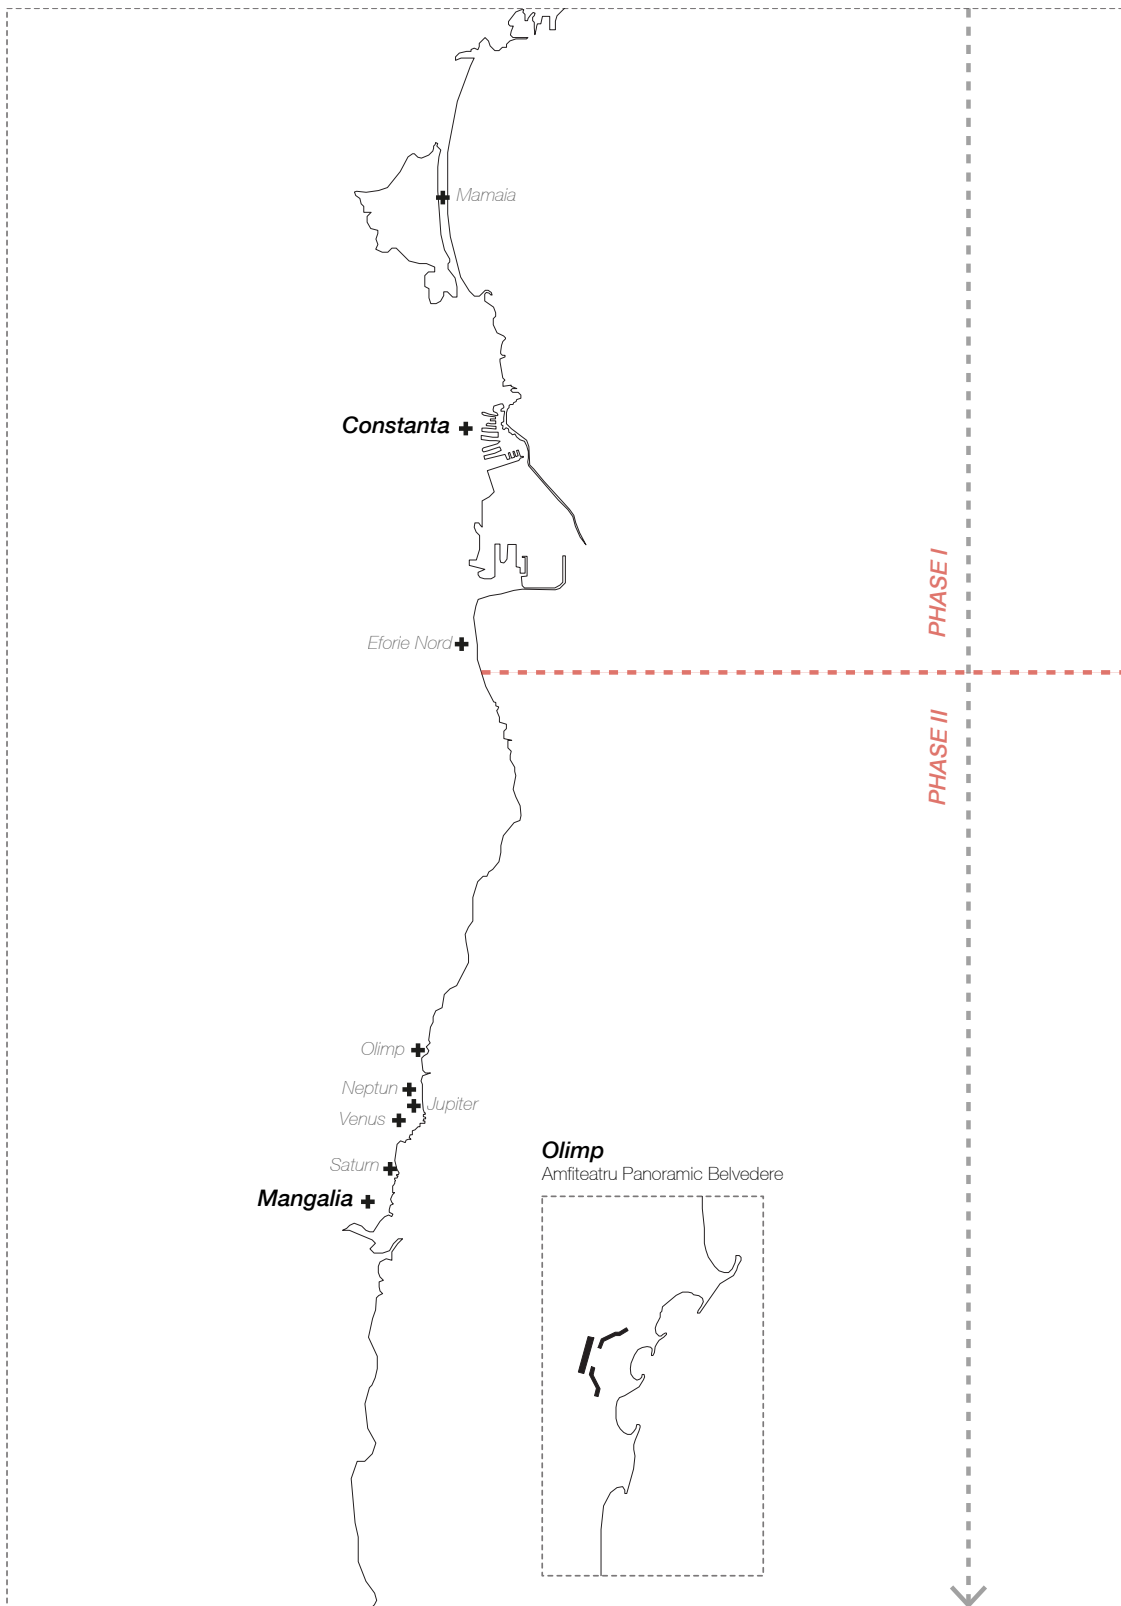 Mamaia
Constanta
PHASE I
Eforie Nord
PHASE II
Olimp
Neptun
Jupiter
Venus
Saturn
Mangalia
Olimp
Amfiteatru Panoramic Belvedere